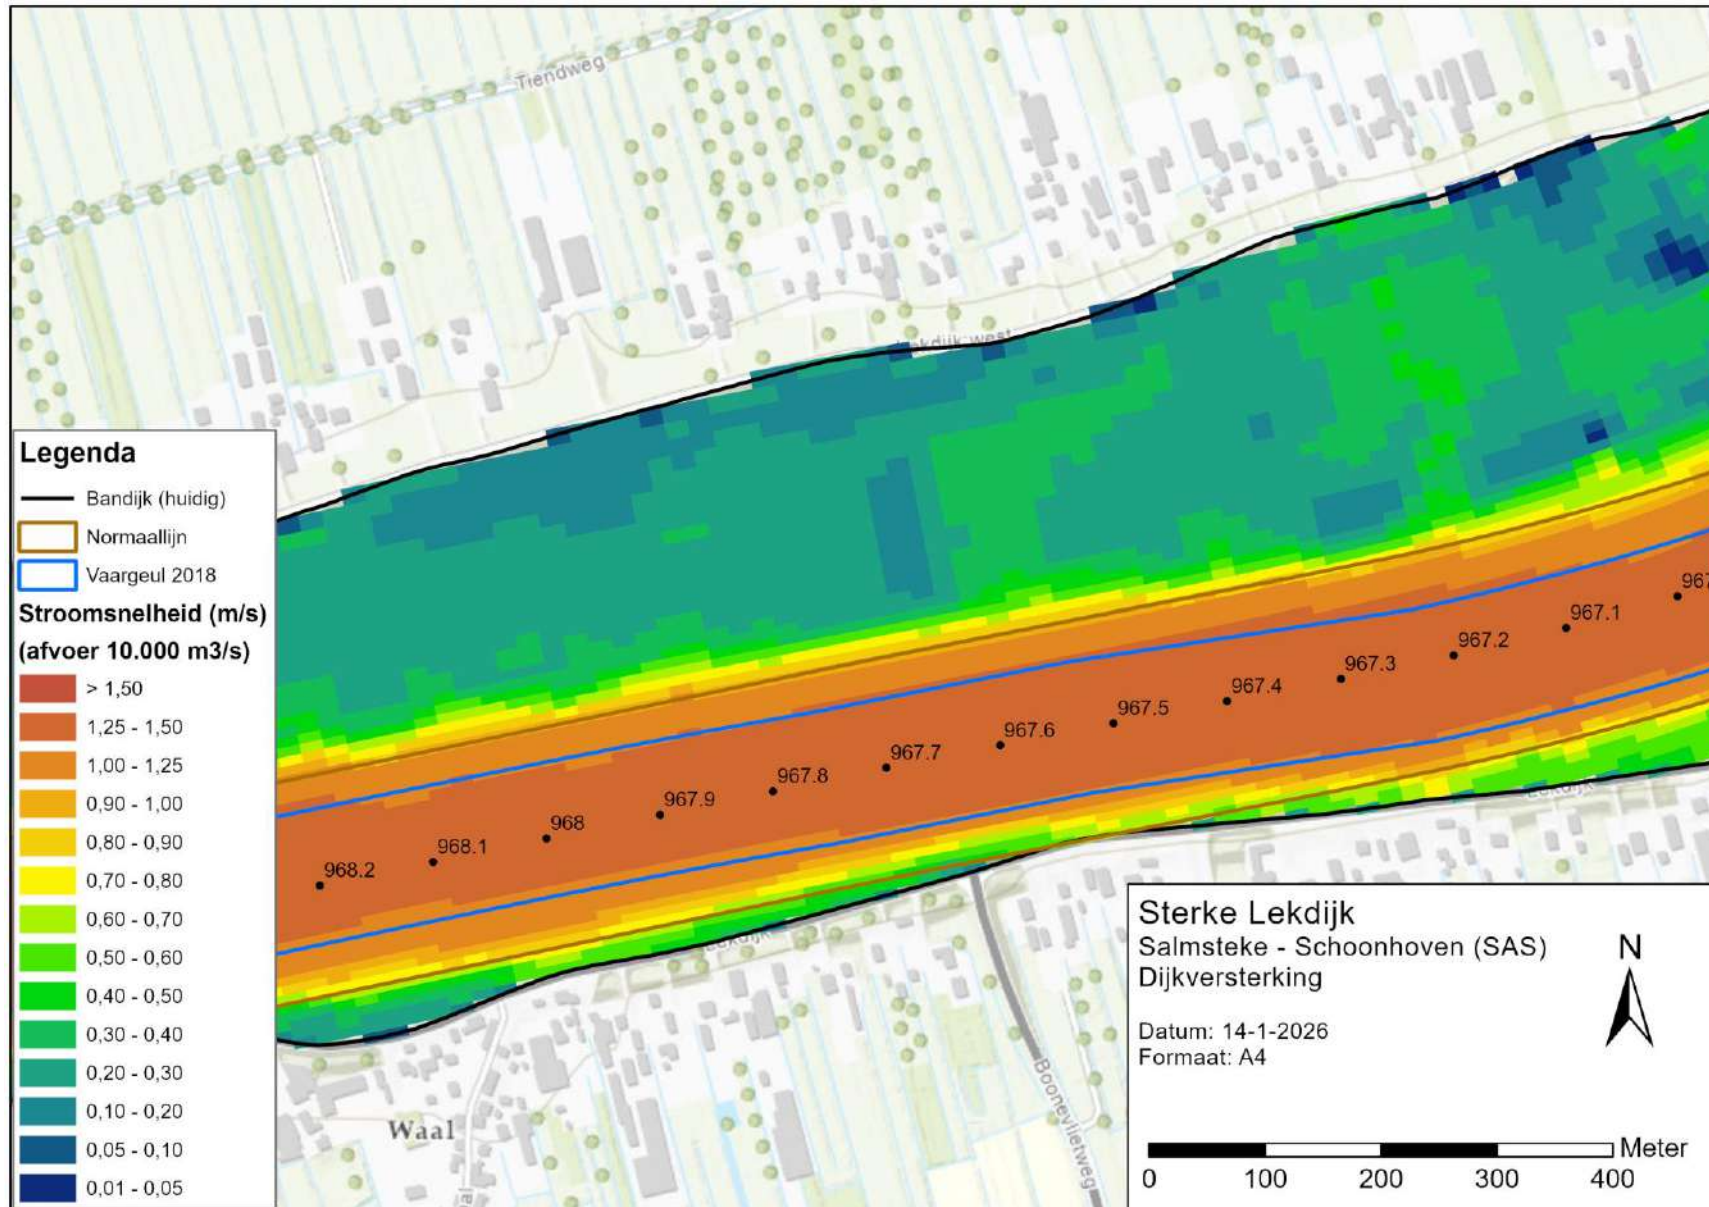 Tiendweg
Lekdijk west
Legenda
Bandijk (huidig)
Normaallijn
Vaargeul 2018
Stroomsnelheid (m/s)
(afvoer 10.000 m3/s)
> 1,50
1,25 - 1,50
1,00 - 1,25
0,90 - 1,00
0,80 - 0,90
0,70 - 0,80
0,60 - 0,70
0,50 - 0,60
0,40 - 0,50
0,30 - 0,40
0,20 - 0,30
0,10 - 0,20
0,05 - 0,10
0,01 - 0,05
967
967.1
967.2
967.3
967.4
967.5
967.6
967.7
967.8
967.9
968
968.1
968.2
Lekdijk
Lekdijk
Waal
Boonevlietweg
Sterke Lekdijk
Salmsteke - Schoonhoven (SAS)
Dijkversterking
Datum: 14-1-2026
Formaat: A4
N
Meter
0 100 200 300 400